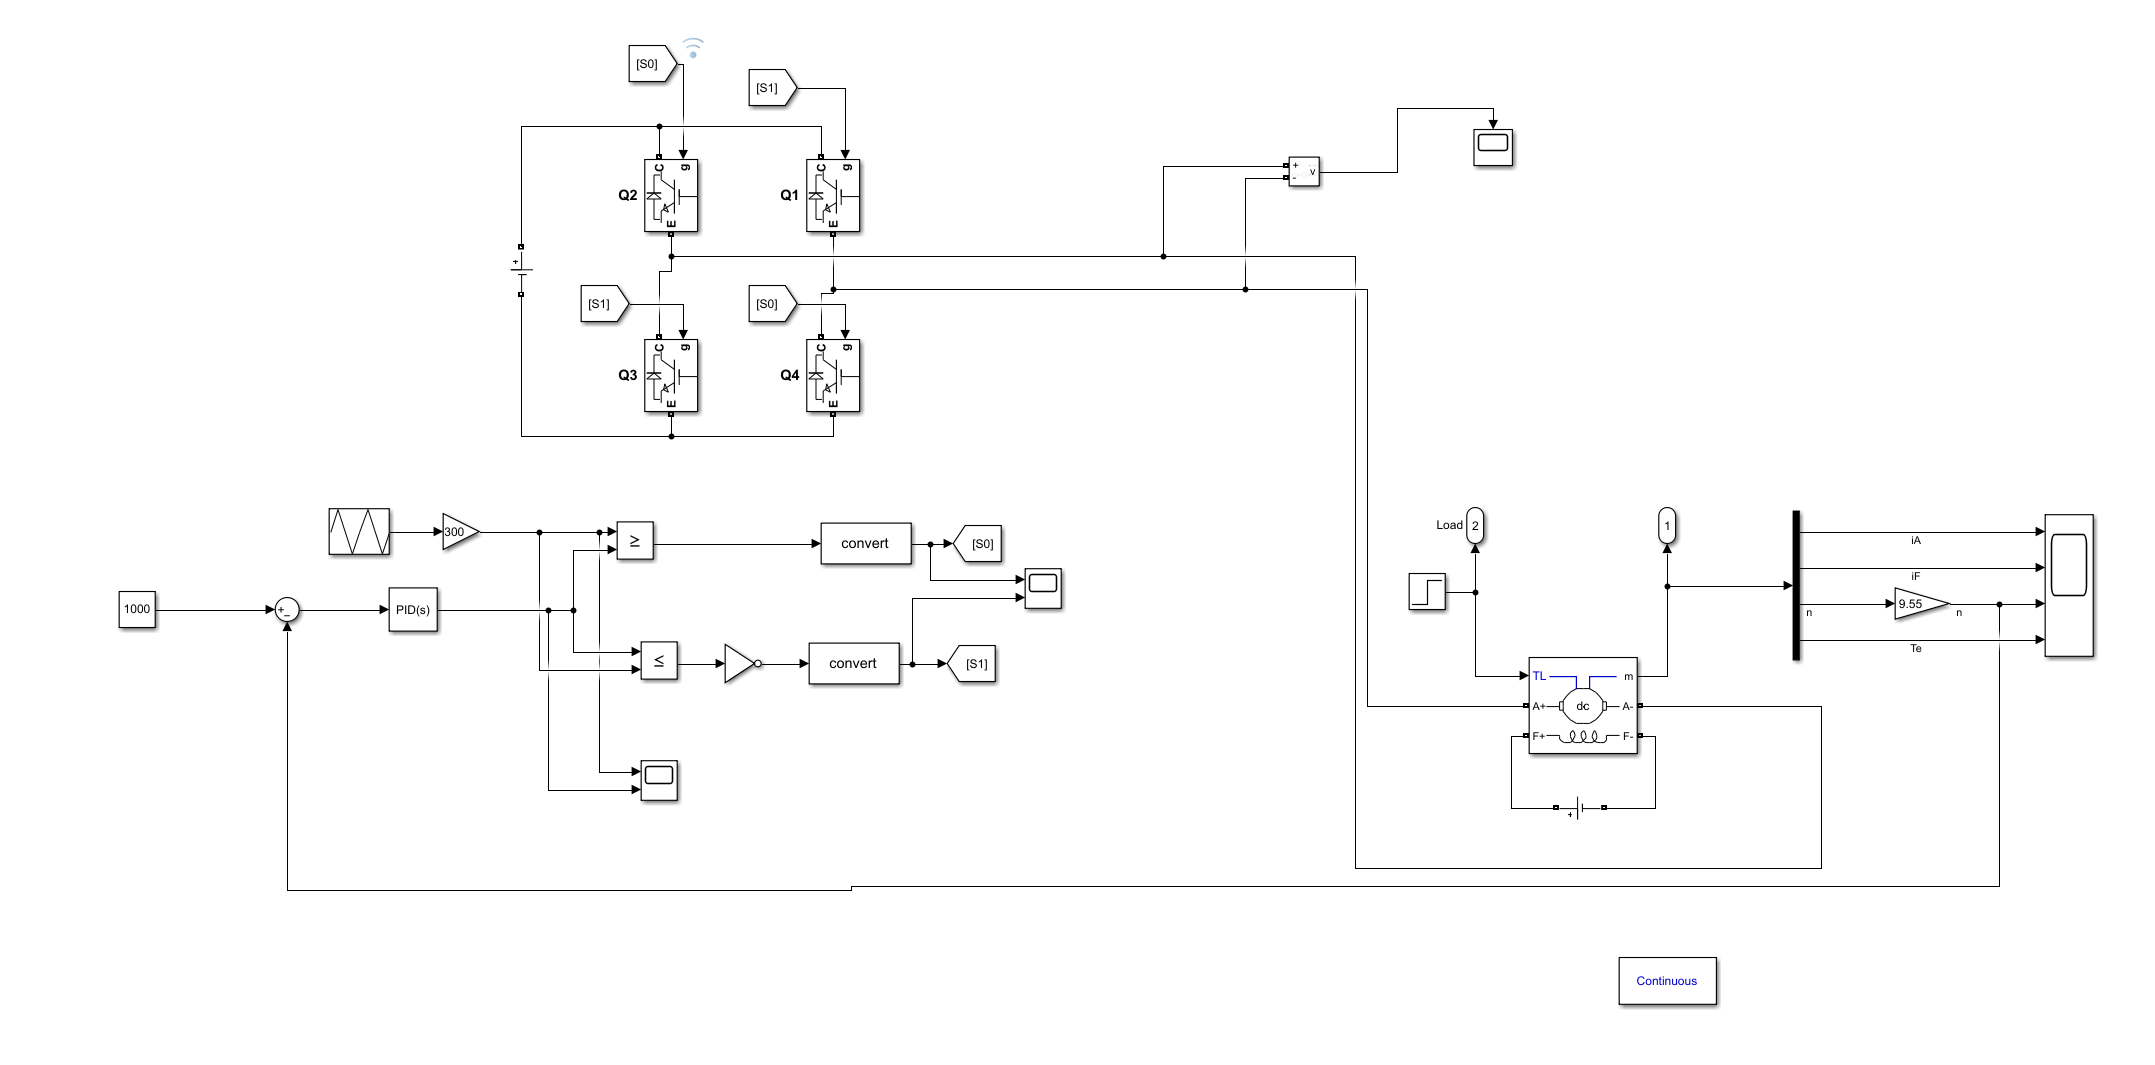 [S0]
[S1]
C
g
C
g
Q2
Q1
E
E
+
-
v
+
[S1]
[S0]
C
g
C
g
Q3
Q4
E
E
300
≥
convert
[S0]
Load
2
1
iA
iF
1000
+
−
PID(s)
9.55
n
n
Te
≤
convert
[S1]
TL
m
A+
dc
A-
F+
F-
+
Continuous